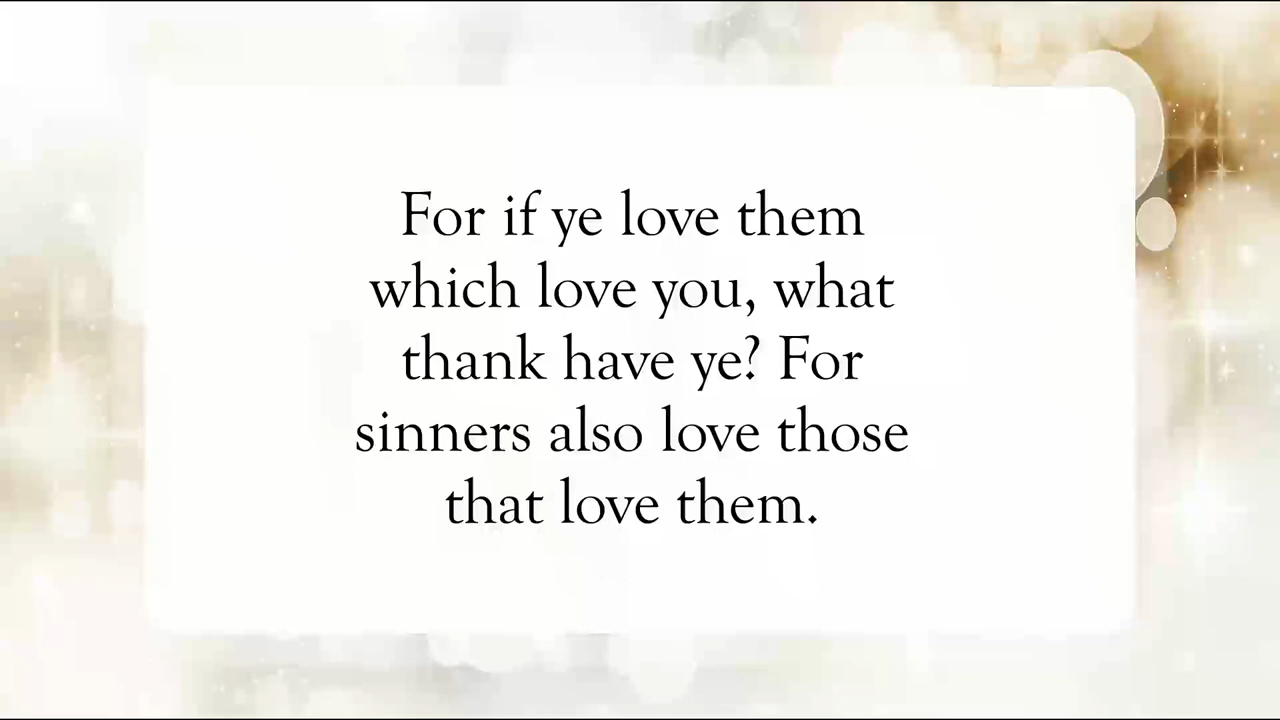 For if ye love them
which love you, what
thank have ye? For
sinners also love those
that love them.